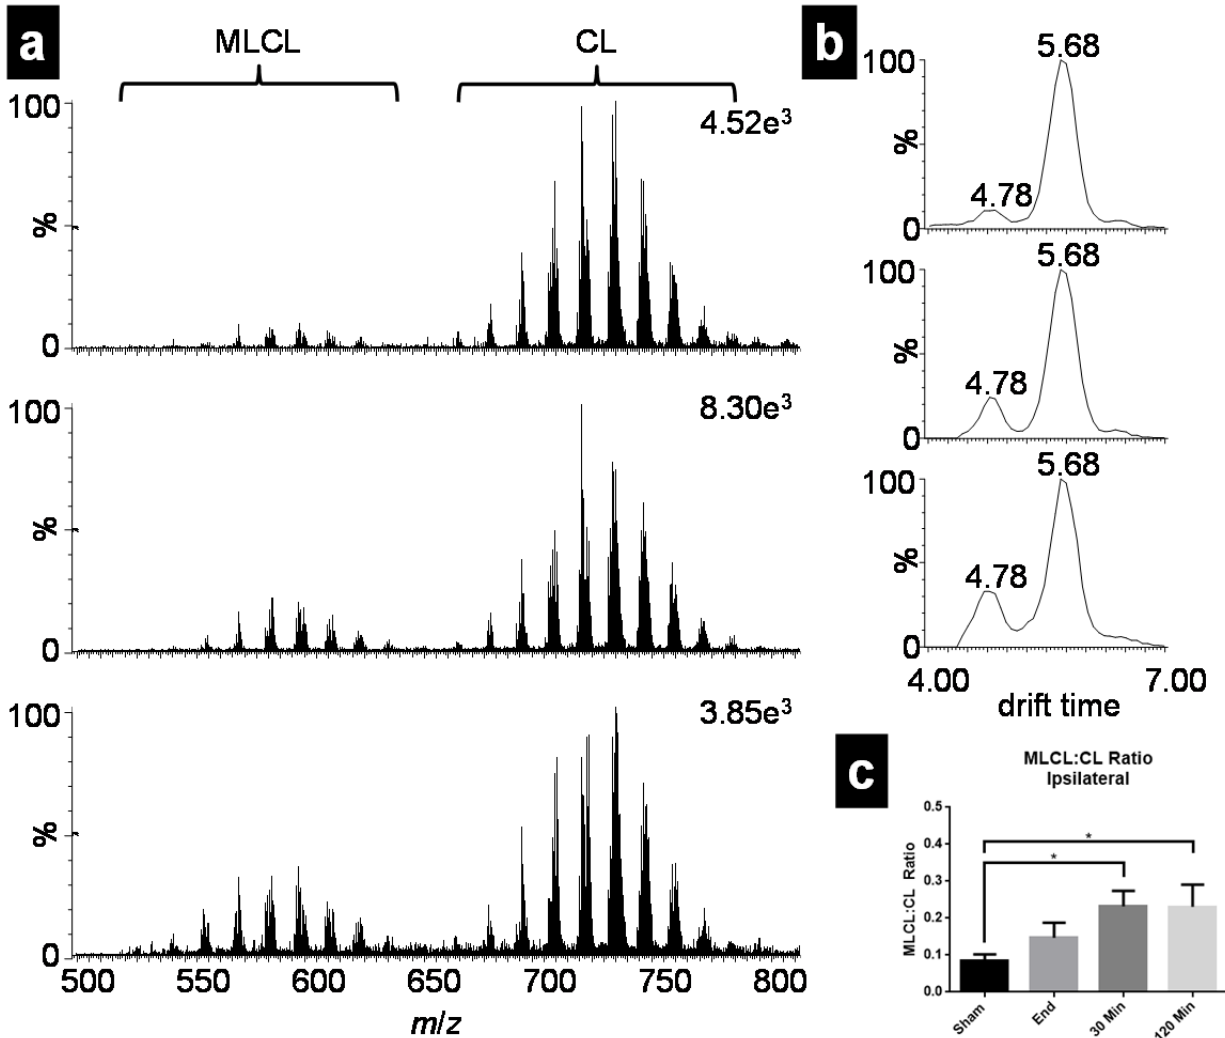 a
MLCL
CL
100
4.52e³
%
0
100
8.30e³
%
0
100
3.85e³
%
0
500 550 600 650 700 750 800
m/z
b
5.68
100
4.78
%
0
5.68
100
4.78
%
0
5.68
100
4.78
%
0
4.00 7.00
drift time
c
MLCL:CL Ratio
Ipsilateral
0.5
0.4
0.3
0.2
0.1
0.0
MLCL:CL Ratio
*
*
Sham End 30 Min 120 Min